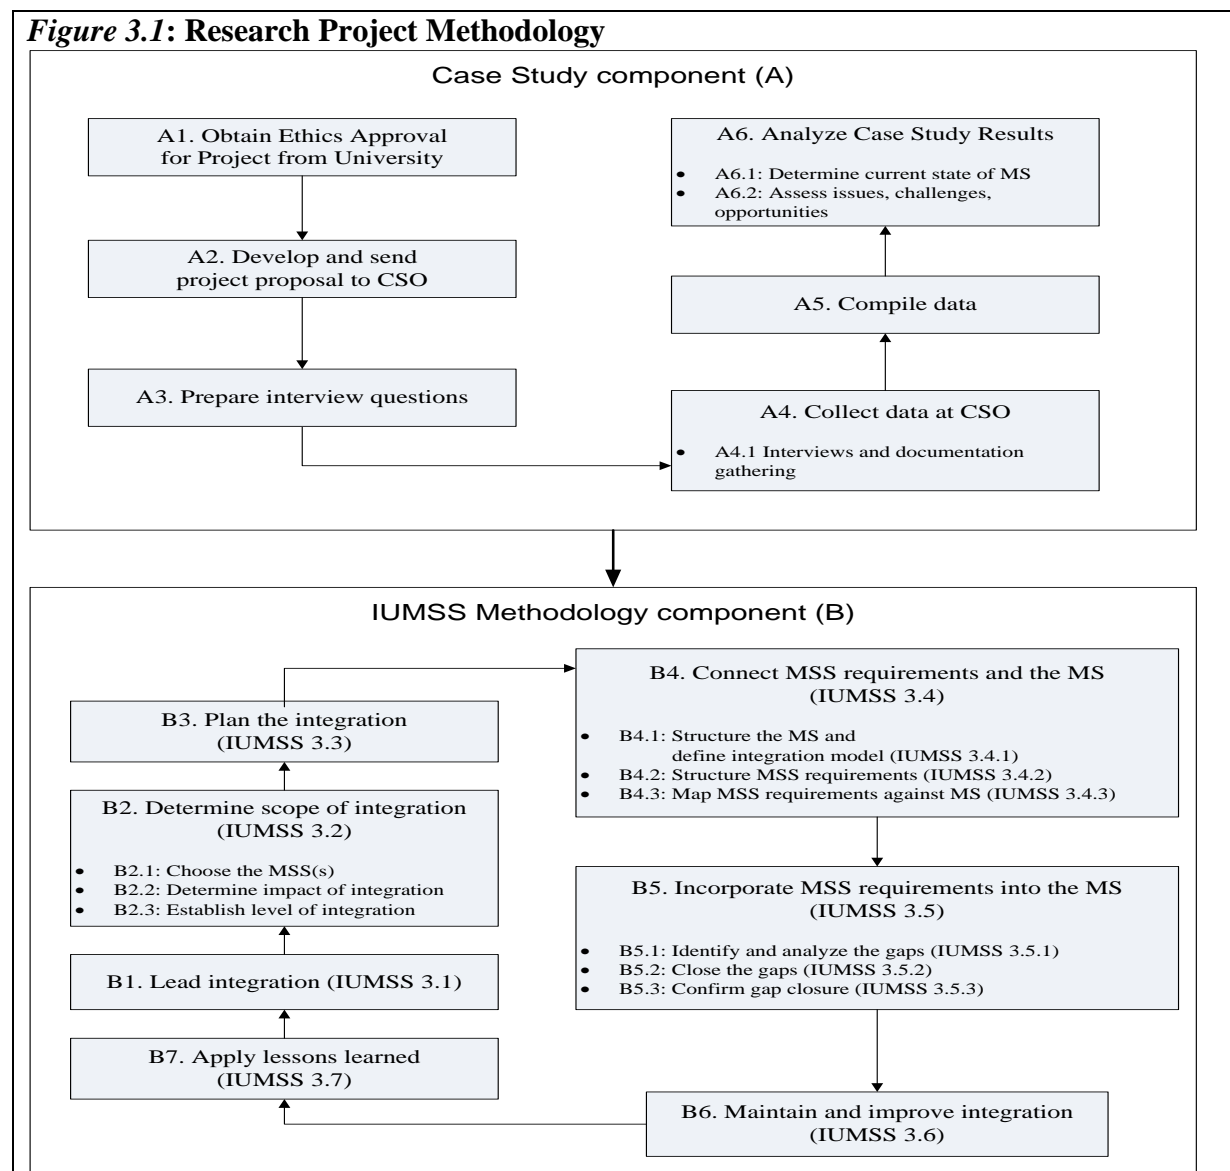 Figure 3.1: Research Project Methodology
Case Study component (A)
A1. Obtain Ethics Approval
for Project from University
A2. Develop and send
project proposal to CSO
A3. Prepare interview questions
A6. Analyze Case Study Results
• A6.1: Determine current state of MS
• A6.2: Assess issues, challenges,
opportunities
A5. Compile data
A4. Collect data at CSO
• A4.1 Interviews and documentation
gathering
IUMSS Methodology component (B)
B3. Plan the integration
(IUMSS 3.3)
B2. Determine scope of integration
(IUMSS 3.2)
• B2.1: Choose the MSS(s)
• B2.2: Determine impact of integration
• B2.3: Establish level of integration
B1. Lead integration (IUMSS 3.1)
B7. Apply lessons learned
(IUMSS 3.7)
B4. Connect MSS requirements and the MS
(IUMSS 3.4)
• B4.1: Structure the MS and
define integration model (IUMSS 3.4.1)
• B4.2: Structure MSS requirements (IUMSS 3.4.2)
• B4.3: Map MSS requirements against MS (IUMSS 3.4.3)
B5. Incorporate MSS requirements into the MS
(IUMSS 3.5)
• B5.1: Identify and analyze the gaps (IUMSS 3.5.1)
• B5.2: Close the gaps (IUMSS 3.5.2)
• B5.3: Confirm gap closure (IUMSS 3.5.3)
B6. Maintain and improve integration
(IUMSS 3.6)